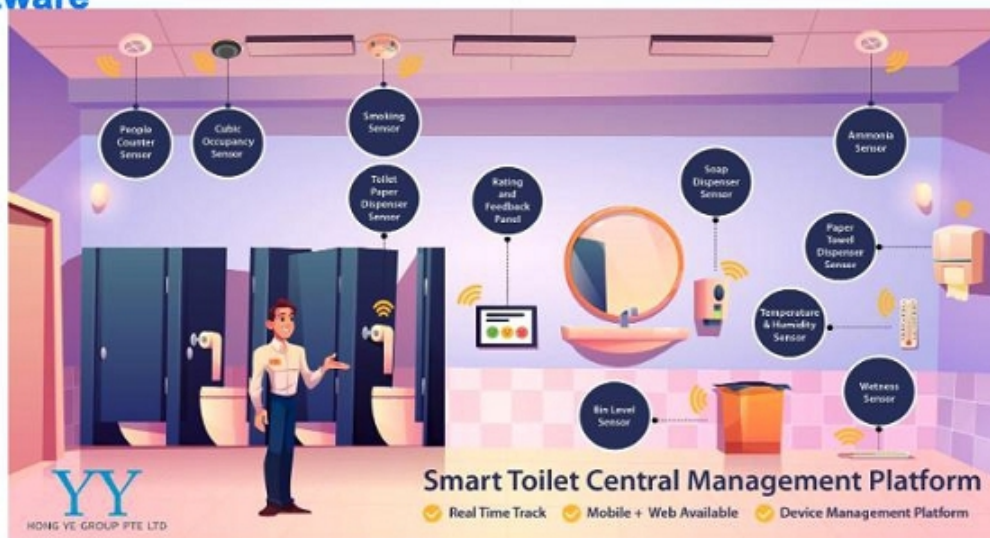 People
Counter
Sensor
Cubic
Occupancy
Sensor
Smoking
Sensor
Ammonia
Sensor
Toilet
Paper
Dispenser
Sensor
Rating
and
Feedback
Panel
Soap
Dispenser
Sensor
Paper
Towel
Dispenser
Sensor
Temperature
& Humidity
Sensor
Bin Level
Sensor
Wetness
Sensor
YY
HONG YE GROUP PTE LTD
Smart Toilet Central Management Platform
Real Time Track
Mobile + Web Available
Device Management Platform